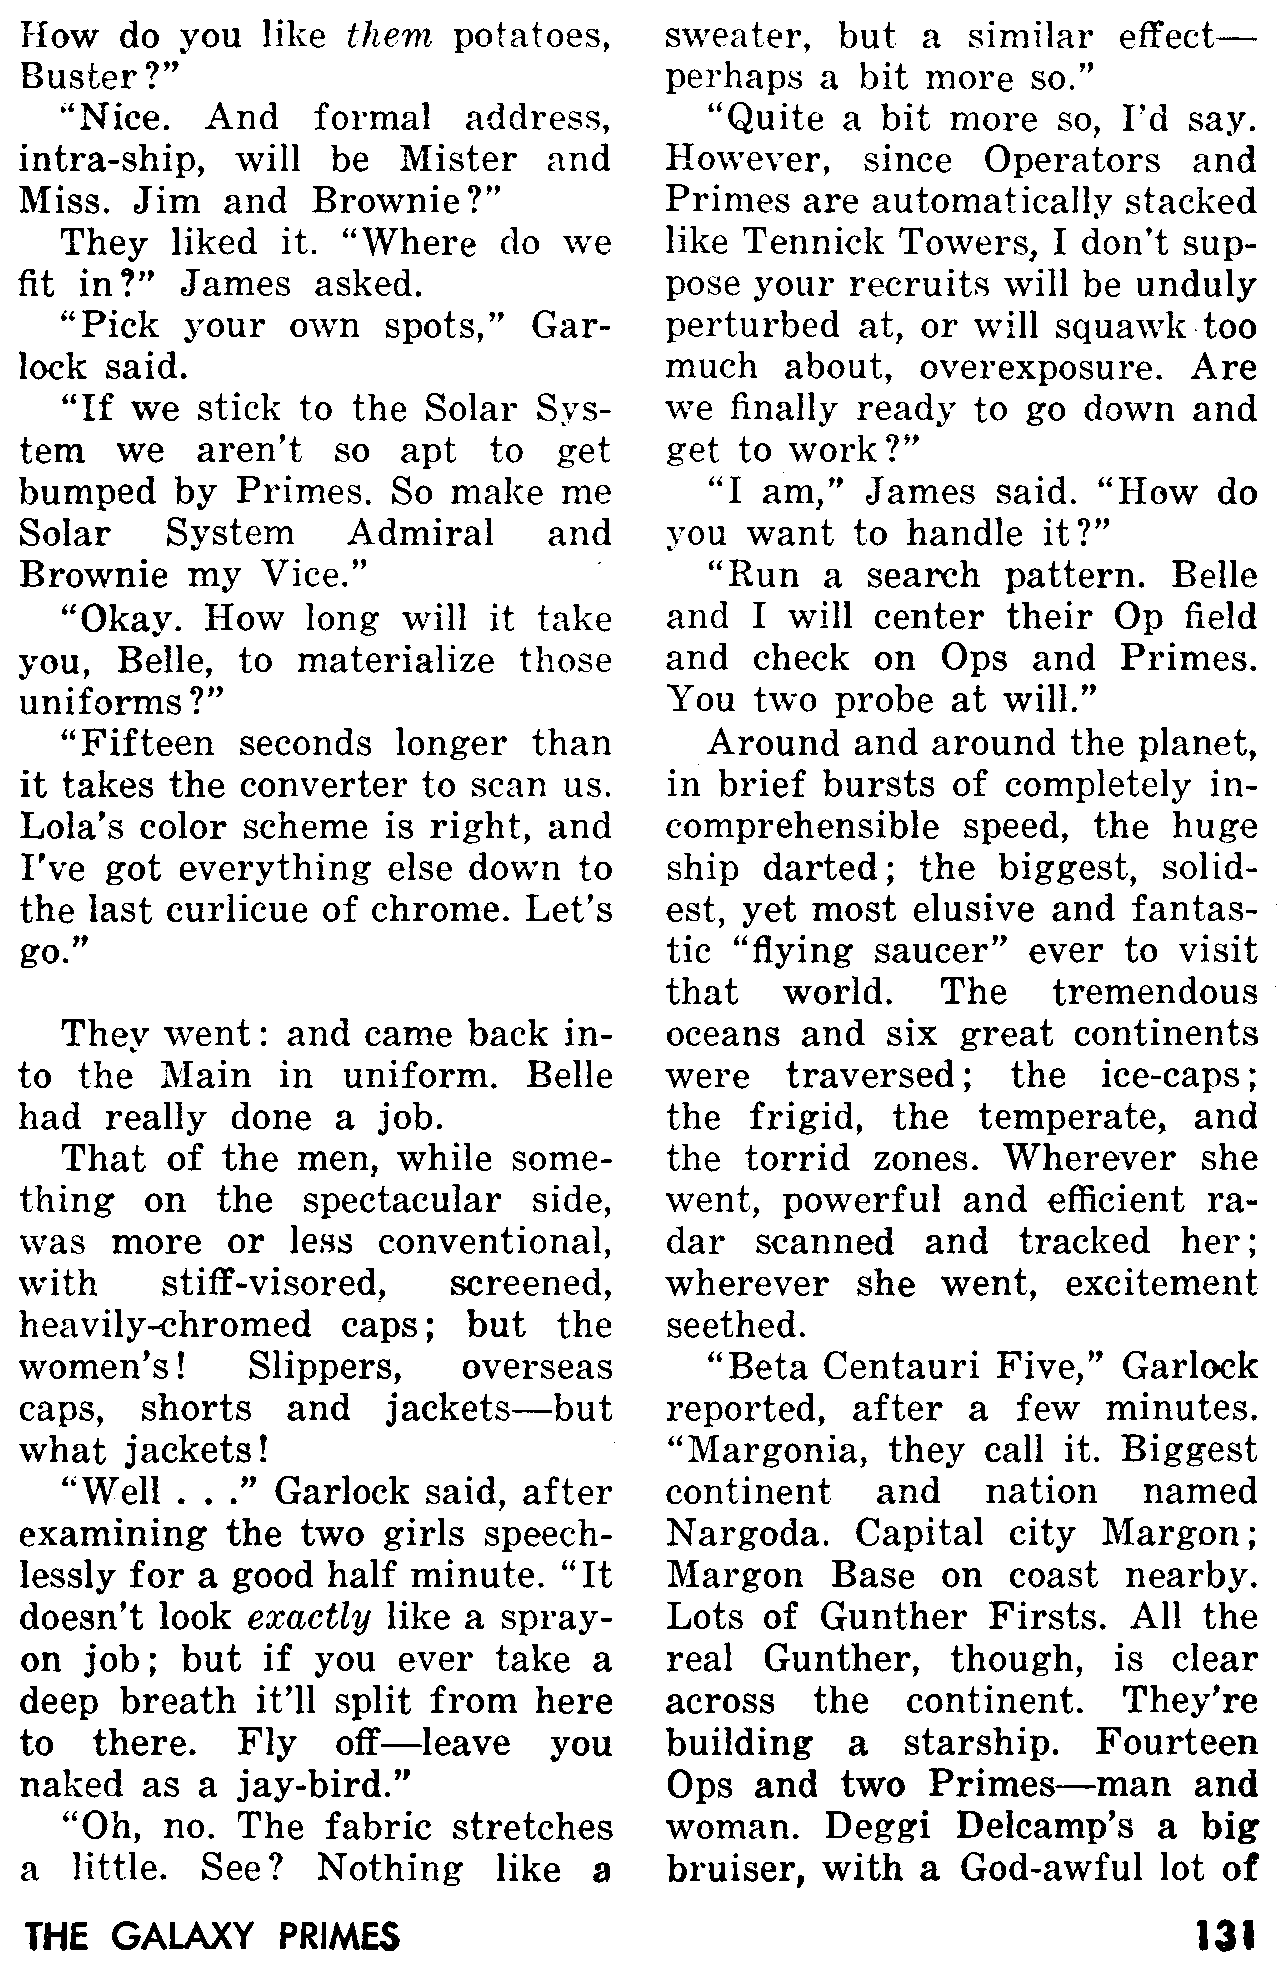 How do you like them potatoes,
Buster?”
“Nice. And formal address,
intra-ship, will be Mister and
Miss. Jim and Brownie?”
They liked it. “Where do we
fit in?” James asked.
“Pick your own spots,” Gar-
lock said.
“If we stick to the Solar Sys-
tem we aren't so apt to get
bumped by Primes. So make me
Solar System Admiral and
Brownie my Vice.”
“Okay. How long will it take
you, Belle, to materialize those
uniforms?”
“Fifteen seconds longer than
it takes the converter to scan us.
Lola's color scheme is right, and
I've got everything else down to
the last curlicue of chrome. Let's
go.”
They went: and came back in-
to the Main in uniform. Belle
had really done a job.
That of the men, while some-
thing on the spectacular side,
was more or less conventional,
with stiff-visored, screened,
heavily-chromed caps; but the
women's! Slippers, overseas
caps, shorts and jackets—but
what jackets!
“Well . . .” Garlock said, after
examining the two girls speech-
lessly for a good half minute. “It
doesn't look exactly like a spray-
on job; but if you ever take a
deep breath it'll split from here
to there. Fly off—leave you
naked as a jay-bird.”
“Oh, no. The fabric stretches
a little. See? Nothing like a
sweater, but a similar effect—
perhaps a bit more so.”
“Quite a bit more so, I'd say.
However, since Operators and
Primes are automatically stacked
like Tennick Towers, I don't sup-
pose your recruits will be unduly
perturbed at, or will squawk too
much about, overexposure. Are
we finally ready to go down and
get to work?”
“I am,” James said. “How do
you want to handle it?”
“Run a search pattern. Belle
and I will center their Op field
and check on Ops and Primes.
You two probe at will.”
Around and around the planet,
in brief bursts of completely in-
comprehensible speed, the huge
ship darted; the biggest, solid-
est, yet most elusive and fantas-
tic “flying saucer” ever to visit
that world. The tremendous
oceans and six great continents
were traversed; the ice-caps;
the frigid, the temperate, and
the torrid zones. Wherever she
went, powerful and efficient ra-
dar scanned and tracked her;
wherever she went, excitement
seethed.
“Beta Centauri Five,” Garlock
reported, after a few minutes.
“Margonia, they call it. Biggest
continent and nation named
Nargoda. Capital city Margon;
Margon Base on coast nearby.
Lots of Gunther Firsts. All the
real Gunther, though, is clear
across the continent. They're
building a starship. Fourteen
Ops and two Primes—man and
woman. Deggi Delcamp's a big
bruiser, with a God-awful lot of
THE GALAXY PRIMES
131